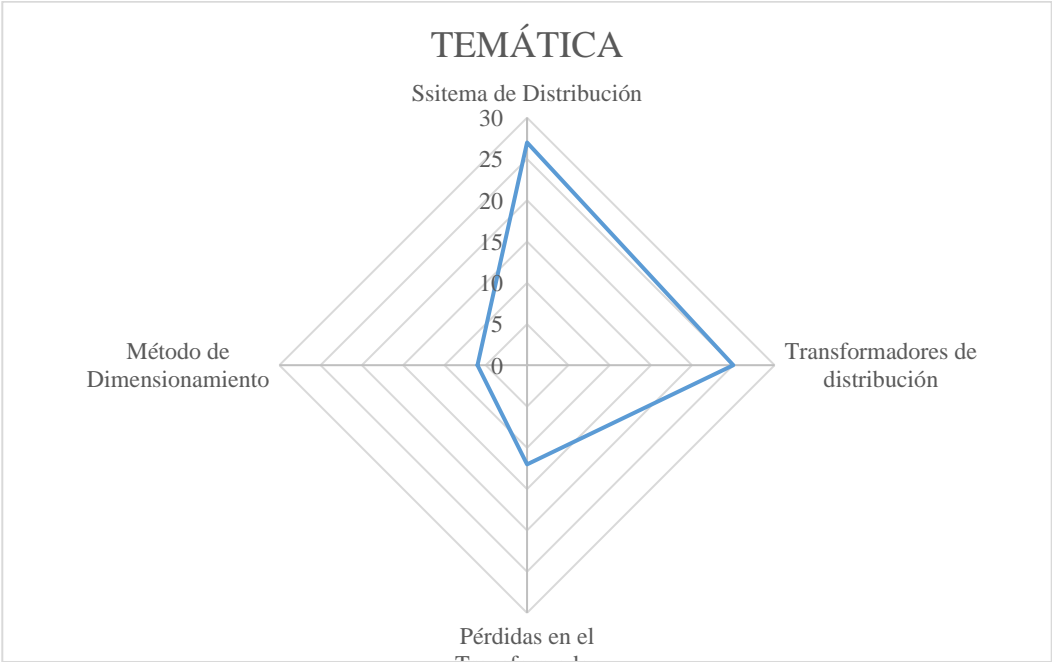 TEMÁTICA
Ssitema de Distribución
30
25
20
15
10
5
0
Transformadores de
distribución
Pérdidas en el
Método de
Dimensionamiento